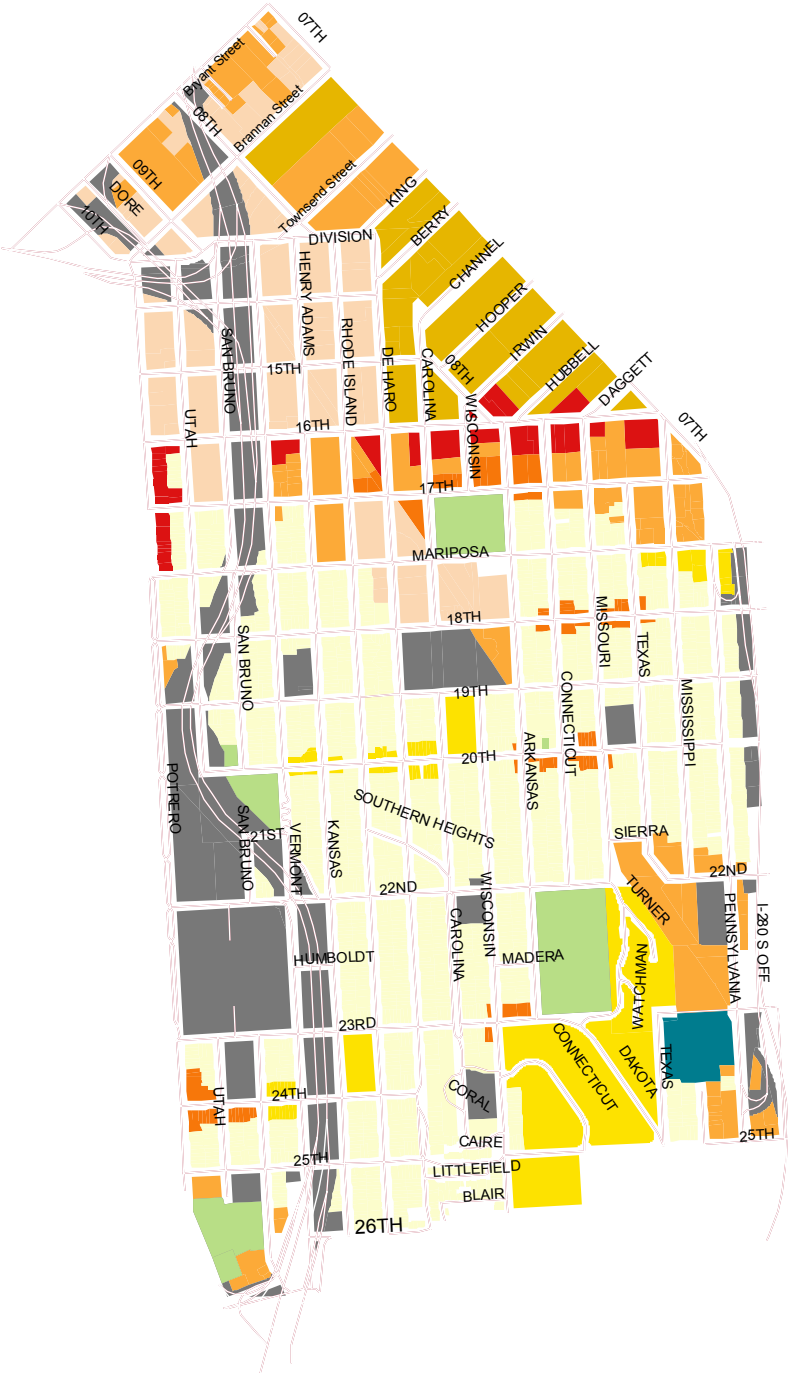 07TH
Bryant Street
08TH
Brannan Street
09TH
DORE
10TH
Townsend Street
KING
DIVISION
BERRY
CHANNEL
HENRY ADAMS
HOOPER
SAN BRUNO
RHODE ISLAND
IRWIN
15TH
DE HARO
CAROLINA
08TH
HUBBELL
DAGGETT
UTAH
16TH
WISCONSIN
07TH
17TH
MARIPOSA
18TH
MISSOURI
SAN BRUNO
TEXAS
19TH
CONNECTICUT
MISSISSIPPI
20TH
ARKANSAS
POTRERO
SOUTHERN HEIGHTS
SAN BRUNO
21ST
VERMONT
KANSAS
SIERRA
22ND
22ND
TURNER
WISCONSIN
CAROLINA
PENNSYLVANIA
I-280 S OFF
HUMBOLDT
MADERA
WATCHMAN
23RD
CONNECTICUT
DAKOTA
TEXAS
UTAH
24TH
CORAL
25TH
CAIRE
25TH
LITTLEFIELD
BLAIR
26TH